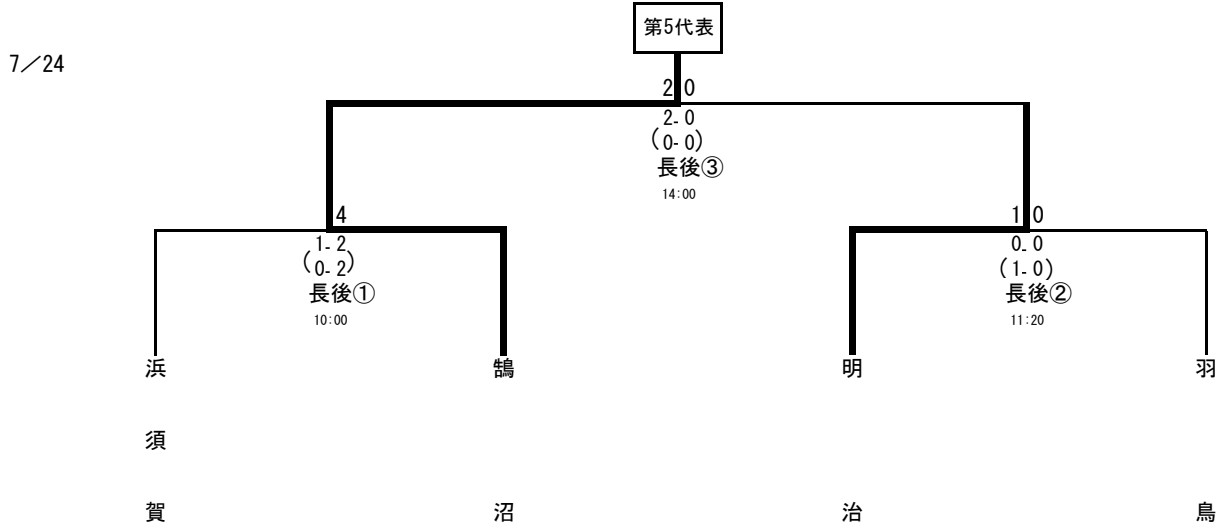 第5代表
7／24
2 0
2-0
(0-0)
長後③
14:00
4
1-2
(0-2)
長後①
10:00
1 0
0-0
(1-0)
長後②
11:20
浜須賀
鵠沼
明治
羽鳥